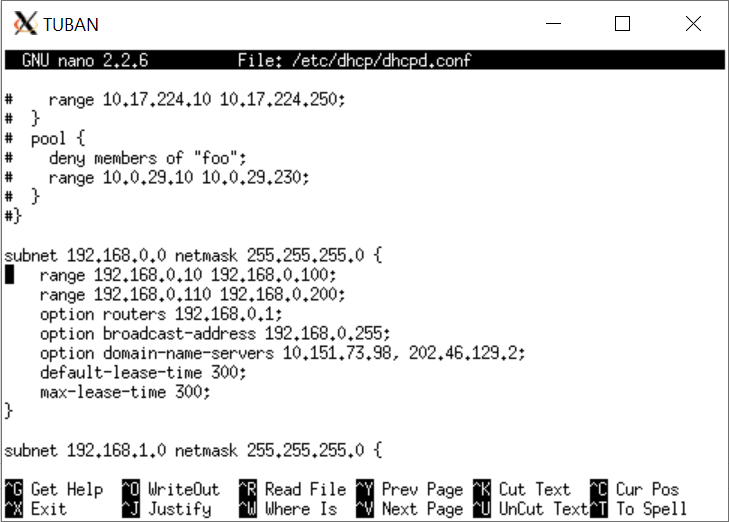 TUBAN
GNU nano 2.2.6 File: /etc/dhcp/dhcpd.conf
#    range 10.17.224.10 10.17.224.250;
#  }
#  pool {
#    deny members of "foo";
#    range 10.0.29.10 10.0.29.230;
#  }
#}
subnet 192.168.0.0 netmask 255.255.255.0 {
    range 192.168.0.10 192.168.0.100;
    range 192.168.0.110 192.168.0.200;
    option routers 192.168.0.1;
    option broadcast-address 192.168.0.255;
    option domain-name-servers 10.151.73.98, 202.46.129.2;
    default-lease-time 300;
    max-lease-time 300;
}
subnet 192.168.1.0 netmask 255.255.255.0 {
^G Get Help ^O WriteOut ^R Read File ^Y Prev Page ^K Cut Text ^C Cur Pos
^X Exit ^J Justify ^W Where Is ^V Next Page ^U UnCut Text ^T To Spell